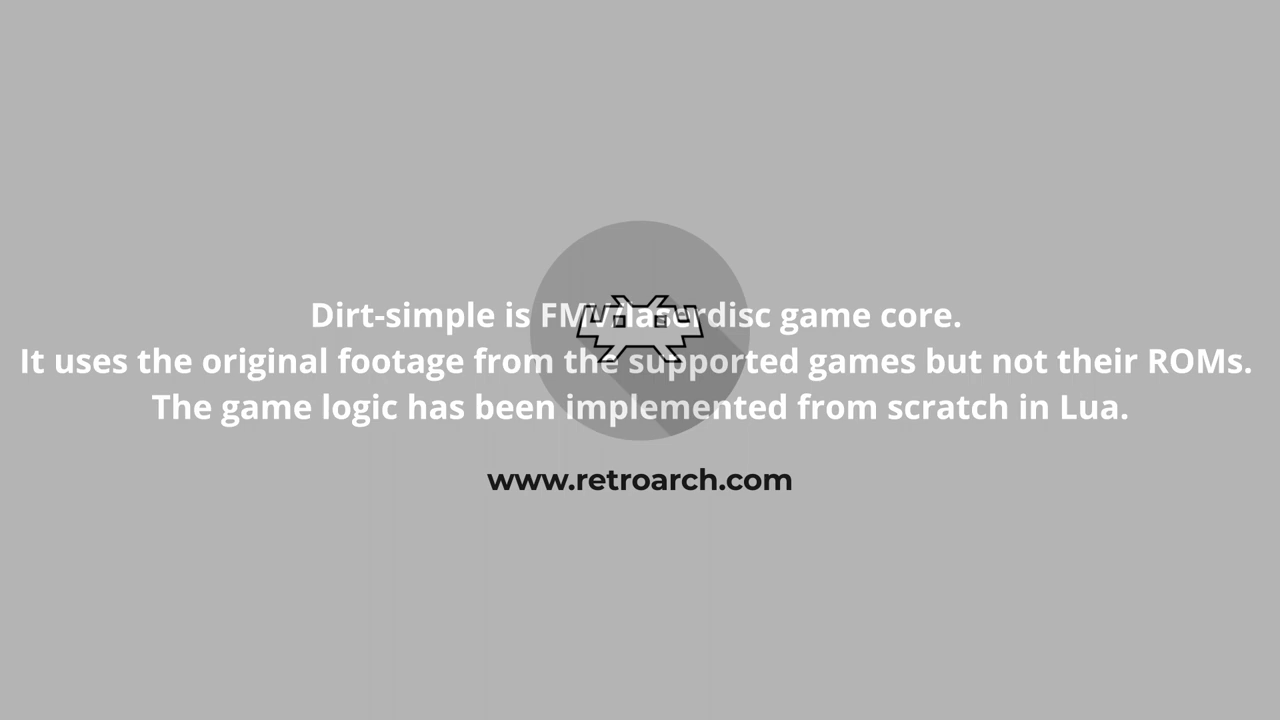 Dirt-simple is FMV/laserdisc game core.
It uses the original footage from the supported games but not their ROMs.
The game logic has been implemented from scratch in Lua.
www.retroarch.com